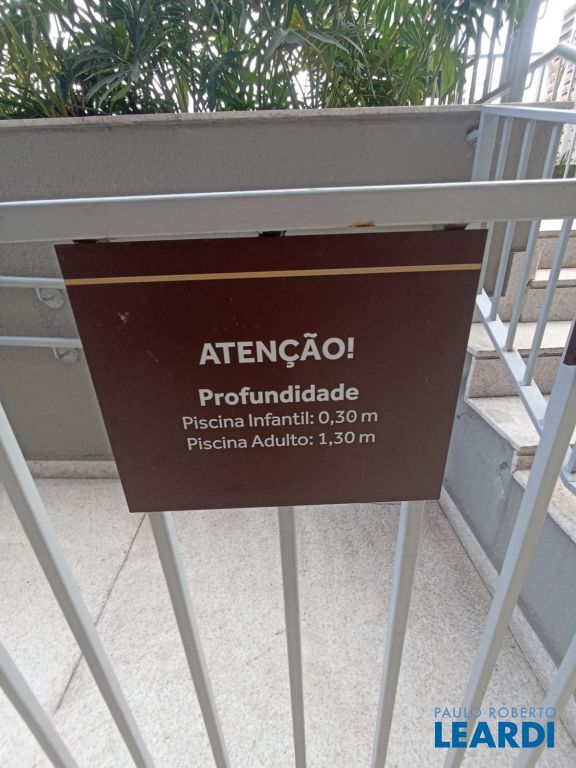 ATENÇÃO!
Profundidade
Piscina Infantil: 0,30 m
Piscina Adulto: 1,30 m
PAULO ROBERTO
LEARDI